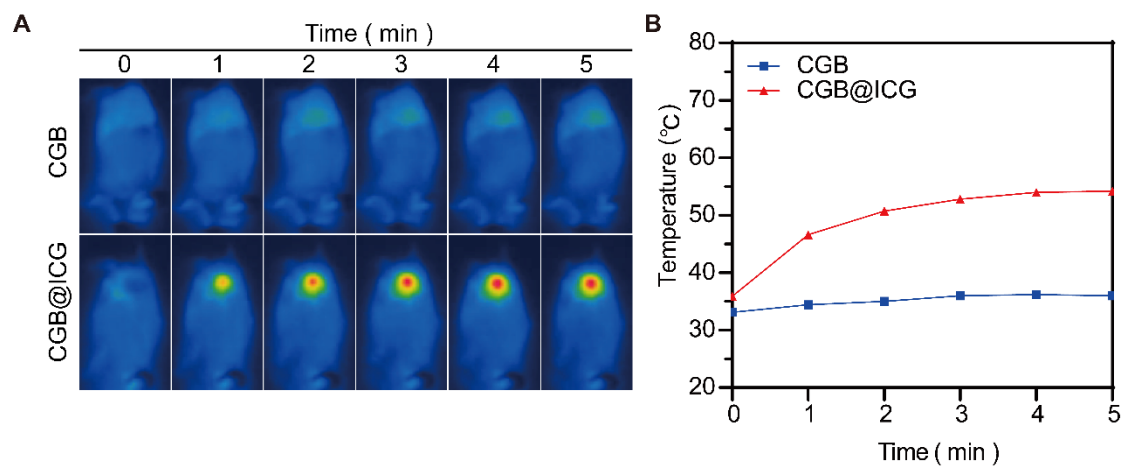 A
Time ( min )
0 1 2 3 4 5
CGB
CGB@ICG
B
80
70
60
50
40
30
20
Temperature (°C)
CGB
CGB@ICG
0 1 2 3 4 5
Time ( min )